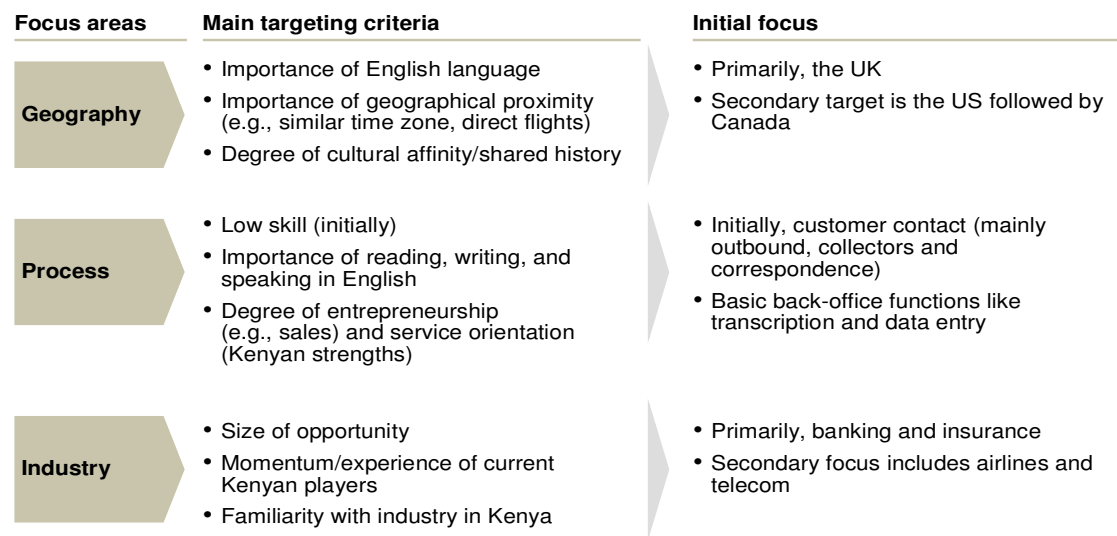 Focus areas
Main targeting criteria
Initial focus
Geography
• Importance of English language
• Importance of geographical proximity
(e.g., similar time zone, direct flights)
• Degree of cultural affinity/shared history
• Primarily, the UK
• Secondary target is the US followed by
Canada
Process
• Low skill (initially)
• Importance of reading, writing, and
speaking in English
• Degree of entrepreneurship
(e.g., sales) and service orientation
(Kenyan strengths)
• Initially, customer contact (mainly
outbound, collectors and
correspondence)
• Basic back-office functions like
transcription and data entry
Industry
• Size of opportunity
• Momentum/experience of current
Kenyan players
• Familiarity with industry in Kenya
• Primarily, banking and insurance
• Secondary focus includes airlines and
telecom